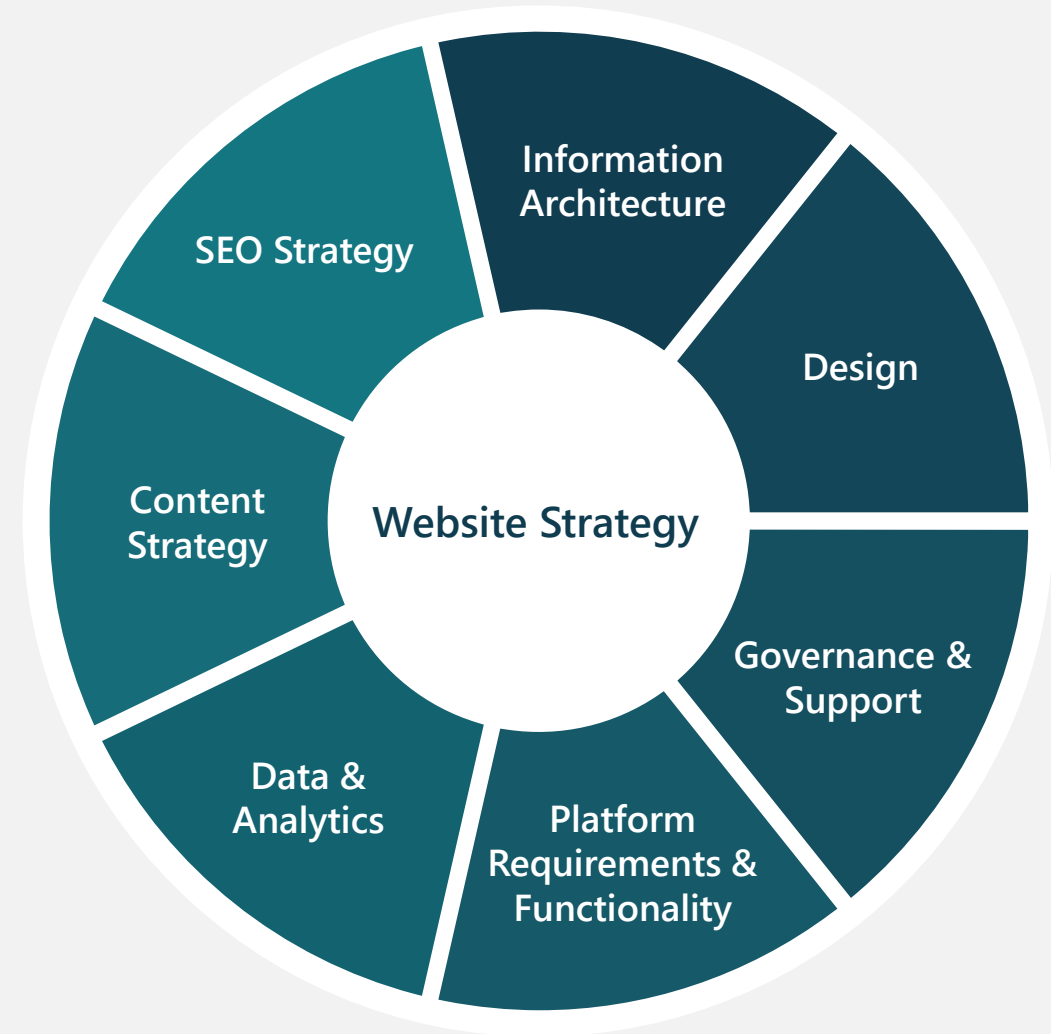 Information
Architecture
Design
Governance &
Support
Platform
Requirements &
Functionality
Data &
Analytics
Content
Strategy
SEO Strategy
Website Strategy